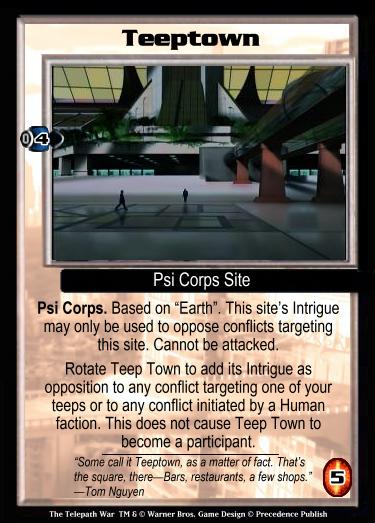 Teeptown
4
Psi Corps Site
Psi Corps. Based on “Earth”. This site's Intrigue
may only be used to oppose conflicts targeting
this site. Cannot be attacked.
Rotate Teep Town to add its Intrigue as
opposition to any conflict targeting one of your
teeps or to any conflict initiated by a Human
faction. This does not cause Teep Town to
become a participant.
“Some call it Teeptown, as a matter of fact. That's
the square, there—Bars, restaurants, a few shops.”
—Tom Nguyen
5
The Telepath War TM & © Warner Bros. Game Design © Precedence Publish